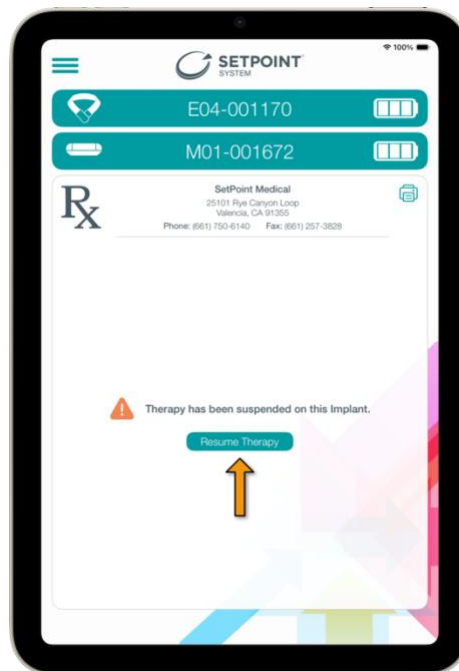 100%
SETPOINT
SYSTEM
E04-001170
M01-001672
Rx
SetPoint Medical
25101 Rye Canyon Loop
Valencia, CA 91355
Phone: (661) 750-6140 Fax: (661) 257-3828
Therapy has been suspended on this Implant.
Resume Therapy